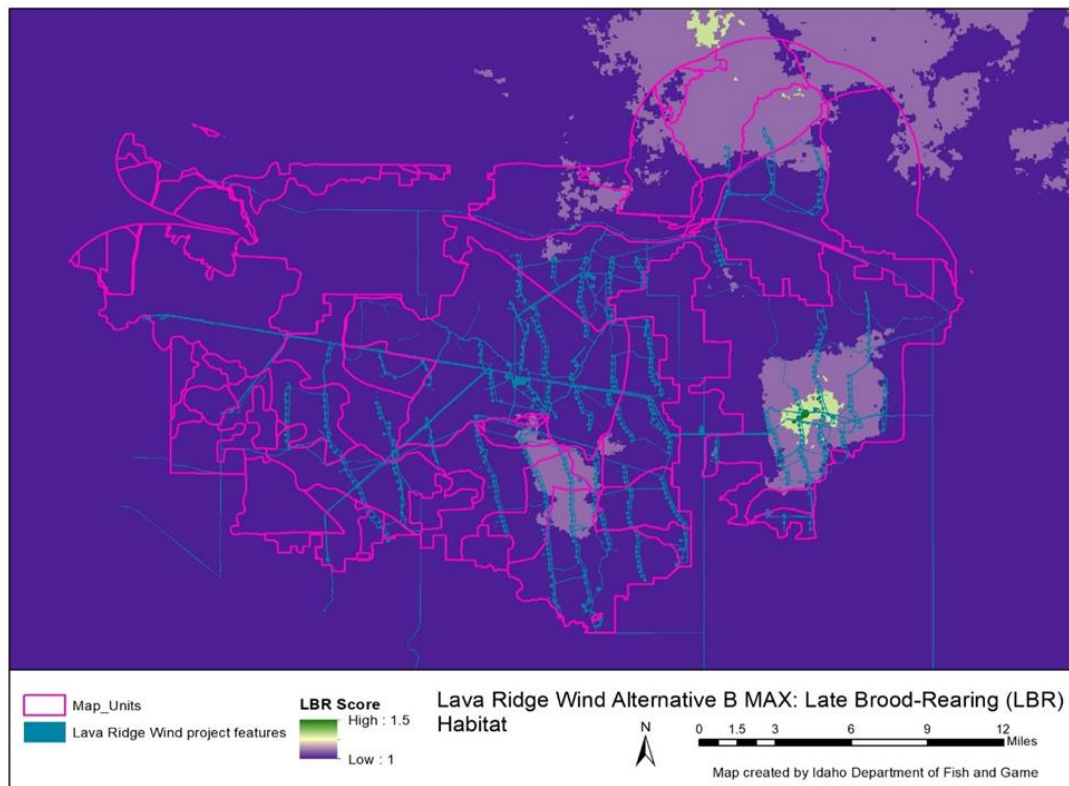 Map_Units
Lava Ridge Wind project features
LBR Score
High : 1.5
Low : 1
Lava Ridge Wind Alternative B MAX: Late Brood-Rearing (LBR)
Habitat
N
0 1.5 3 6 9 12
Miles
Map created by Idaho Department of Fish and Game